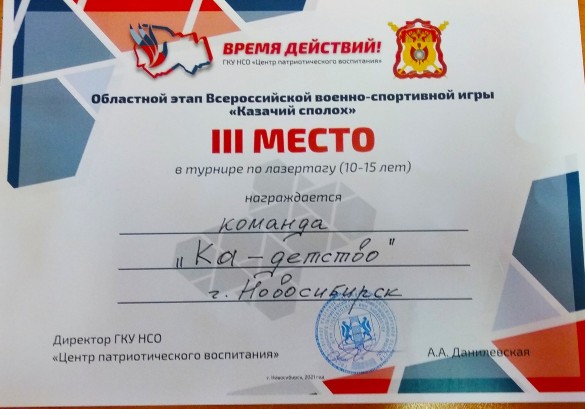 ВРЕМЯ ДЕЙСТВИЙ!
ГКУ НСО «Центр патриотического воспитания»
Областной этап Всероссийской военно-спортивной игры
«Казачий сполох»
III МЕСТО
в турнире по лазертагу (10-15 лет)
награждается
команда
"Ка-детство"
г. Новосибирск
Директор ГКУ НСО
«Центр патриотического воспитания»
А.А. Данилевская
г. Новосибирск, 2021 год